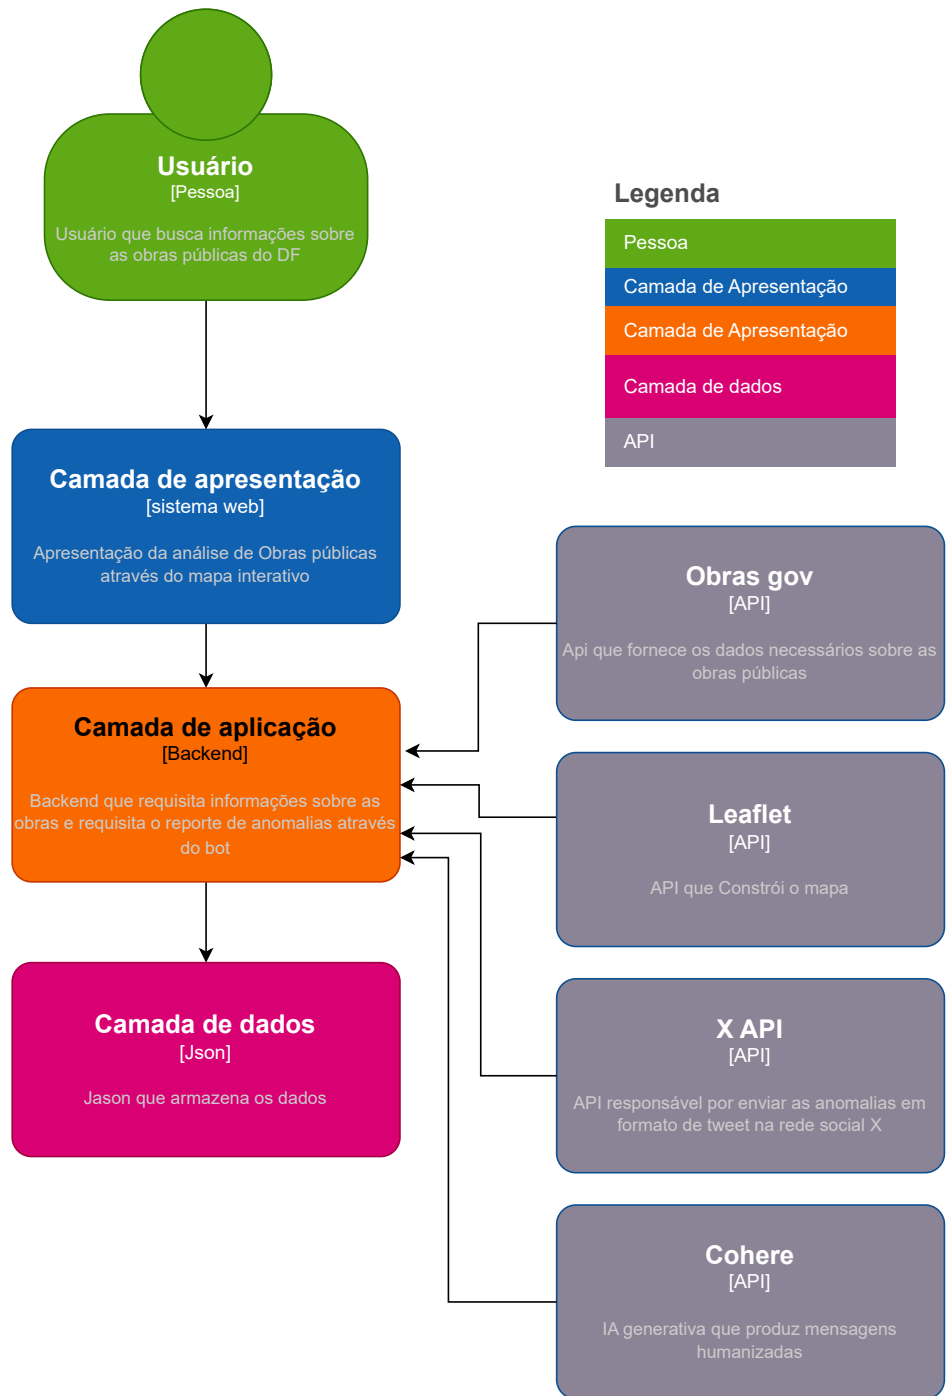 Usuário
[Pessoa]
Usuário que busca informações sobre
as obras públicas do DF
Legenda
Pessoa
Camada de Apresentação
Camada de Apresentação
Camada de dados
API
Camada de apresentação
[sistema web]
Apresentação da análise de Obras públicas
através do mapa interativo
Camada de aplicação
[Backend]
Backend que requisita informações sobre as
obras e requisita o reporte de anomalias através
do bot
Camada de dados
[Json]
Jason que armazena os dados
Obras gov
[API]
Api que fornece os dados necessários sobre as
obras públicas
Leaflet
[API]
API que Constrói o mapa
X API
[API]
API responsável por enviar as anomalias em
formato de tweet na rede social X
Cohere
[API]
IA generativa que produz mensagens
humanizadas